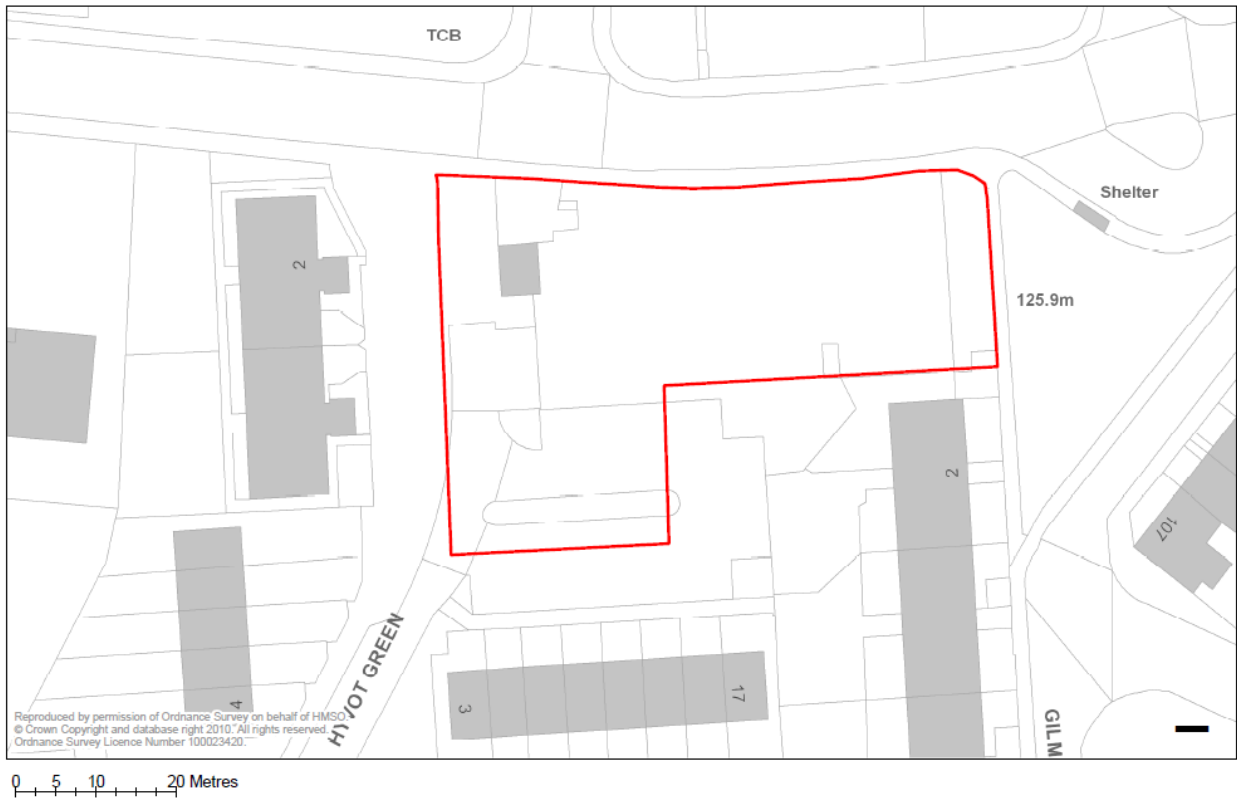 TCB
Shelter
2
125.9m
2
107
HYVOT GREEN
17
3
4
GILM
Reproduced by permission of Ordnance Survey on behalf of HMSO.
© Crown Copyright and database right 2010. All rights reserved.
Ordnance Survey Licence Number 100023420.
0 5 10 20 Metres